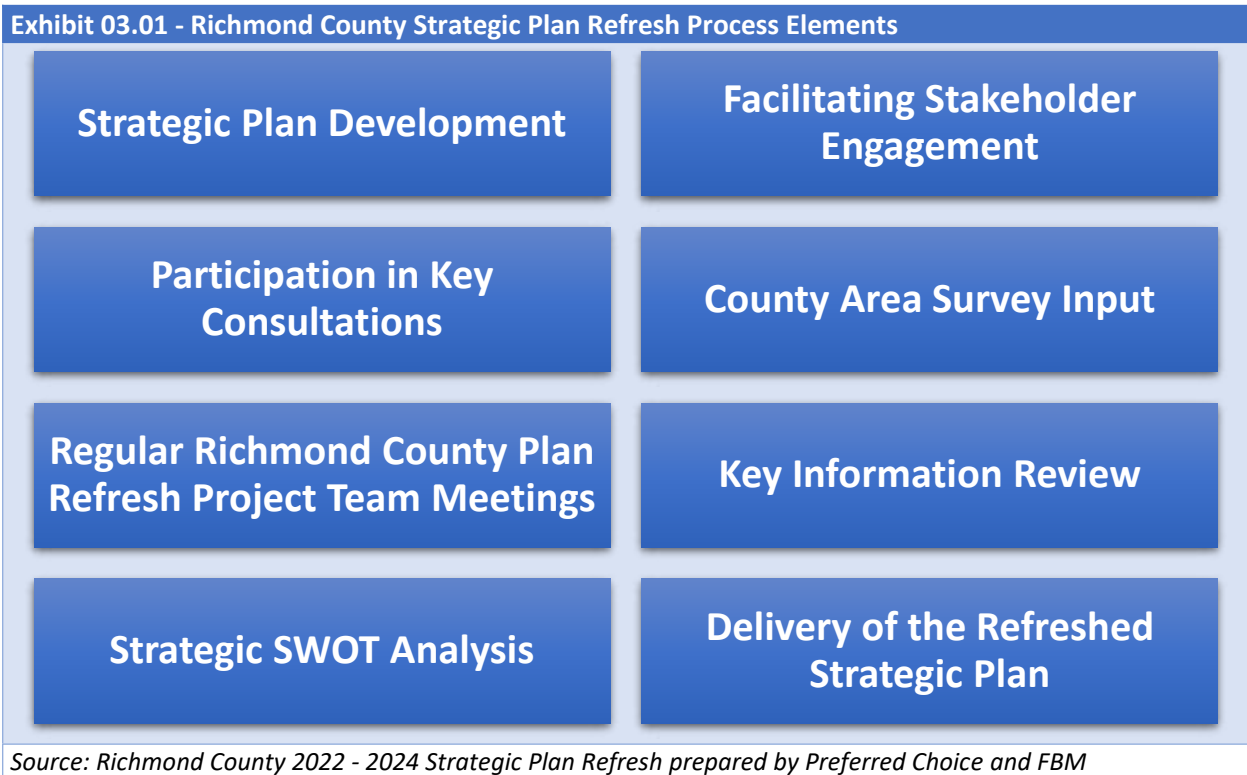 Exhibit 03.01 - Richmond County Strategic Plan Refresh Process Elements
Strategic Plan Development
Facilitating Stakeholder
Engagement
Participation in Key
Consultations
County Area Survey Input
Regular Richmond County Plan
Refresh Project Team Meetings
Key Information Review
Strategic SWOT Analysis
Delivery of the Refreshed
Strategic Plan
Source: Richmond County 2022 - 2024 Strategic Plan Refresh prepared by Preferred Choice and FBM